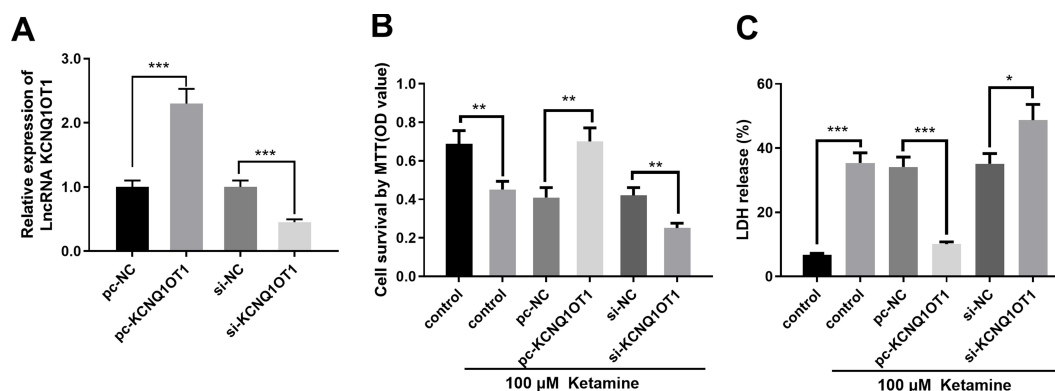 A
Relative expression of
LncRNA KCNQ1OT1
3.0
2.0
1.0
0.0
***
***
pc-NC
pc-KCNQ1OT1
si-NC
si-KCNQ1OT1
B
Cell survival by MTT(OD value)
1.0
0.8
0.6
0.4
0.2
0.0
**
**
**
control
control
pc-NC
pc-KCNQ1OT1
si-NC
si-KCNQ1OT1
100 μM Ketamine
C
LDH release (%)
60
40
20
0
***
***
*
control
control
pc-NC
pc-KCNQ1OT1
si-NC
si-KCNQ1OT1
100 μM Ketamine